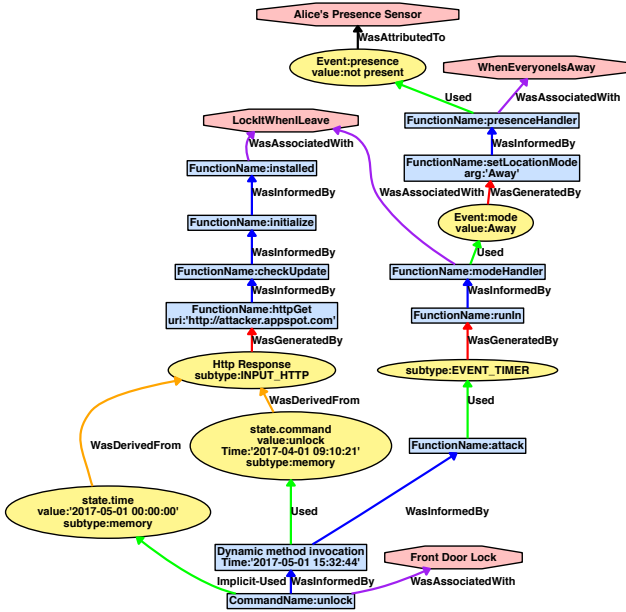 Alice's Presence Sensor
WasAttributedTo
Event:presence
value:not present
WhenEveryoneIsAway
Used
WasAssociatedWith
LockItWhenILeave
FunctionName:presenceHandler
WasAssociatedWith
WasInformedBy
FunctionName:installed
FunctionName:setLocationMode
arg:'Away'
WasInformedBy
WasAssociatedWith
WasGeneratedBy
FunctionName:initialize
Event:mode
value:Away
WasInformedBy
Used
FunctionName:checkUpdate
FunctionName:modeHandler
WasInformedBy
WasInformedBy
FunctionName:httpGet
uri:'http://attacker.appspot.com'
FunctionName:runIn
WasGeneratedBy
WasGeneratedBy
Http Response
subtype:INPUT_HTTP
subtype:EVENT_TIMER
WasDerivedFrom
Used
state.command
value:unlock
Time:'2017-04-01 09:10:21'
subtype:memory
WasDerivedFrom
FunctionName:attack
state.time
value:'2017-05-01 00:00:00'
subtype:memory
Used
WasInformedBy
Dynamic method invocation
Time:'2017-05-01 15:32:44'
Front Door Lock
Implicit-Used
WasInformedBy
WasAssociatedWith
CommandName:unlock